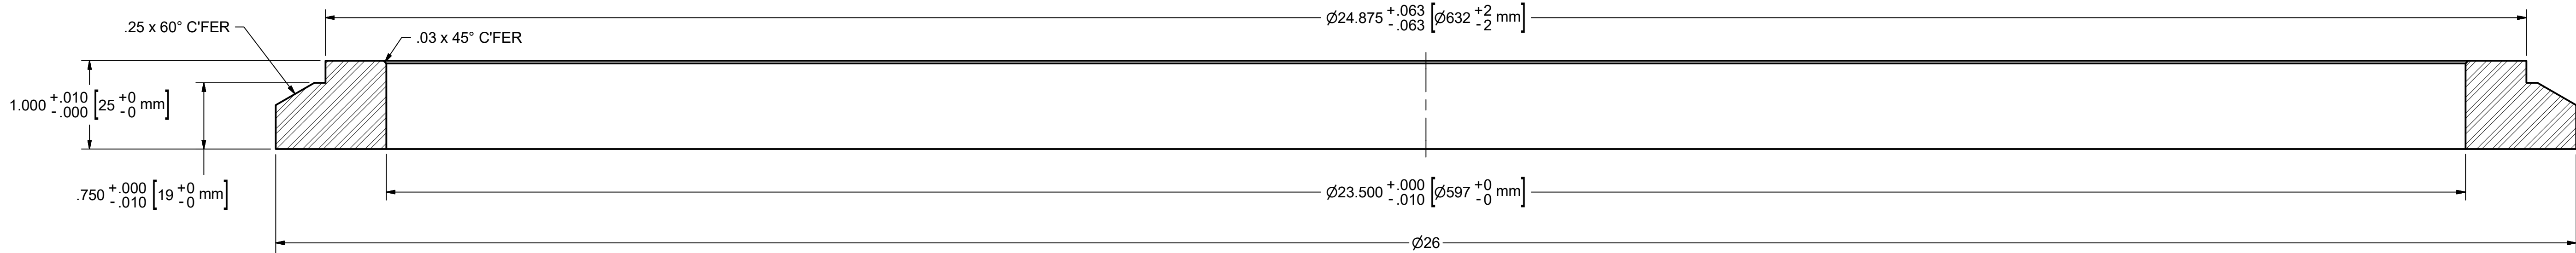 Ø24.875 +.063 -.063 [Ø632 +2 -2 mm]
.25 x 60° C'FER
.03 x 45° C'FER
1.000 +.010 -.000 [25 +0 -0 mm]
.750 +.000 -.010 [19 +0 -0 mm]
Ø23.500 +.000 -.010 [Ø597 +0 -0 mm]
Ø26